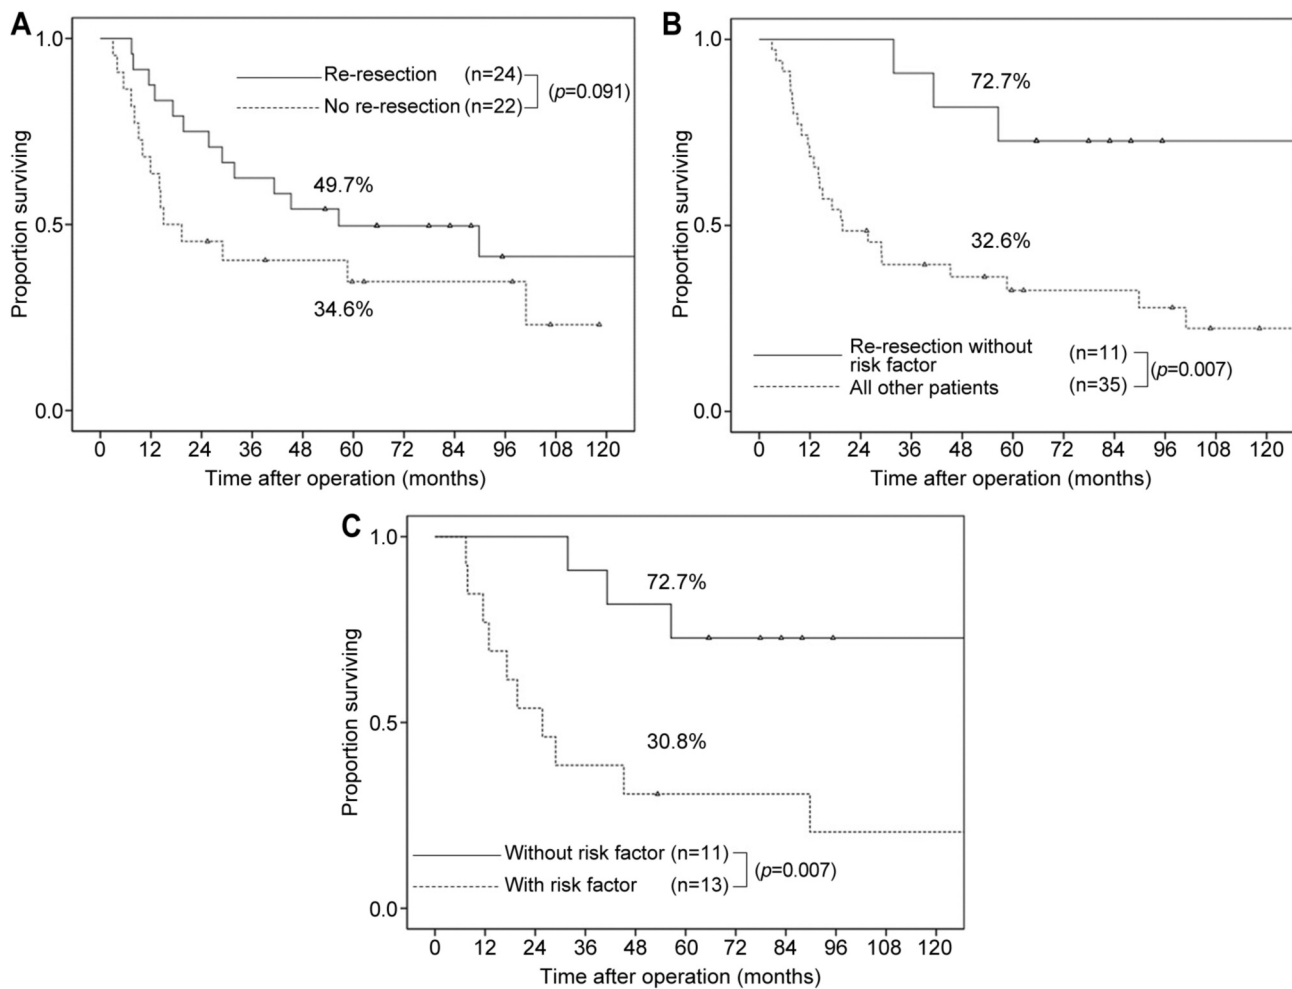 A
Proportion surviving
1.0
0.5
0.0
Re-resection (n=24)
No re-resection (n=22)
(p=0.091)
49.7%
34.6%
0 12 24 36 48 60 72 84 96 108 120
Time after operation (months)
B
Proportion surviving
1.0
0.5
0.0
72.7%
32.6%
Re-resection without
risk factor (n=11)
All other patients (n=35)
(p=0.007)
0 12 24 36 48 60 72 84 96 108 120
Time after operation (months)
C
Proportion surviving
1.0
0.5
0.0
72.7%
30.8%
Without risk factor (n=11)
With risk factor (n=13)
(p=0.007)
0 12 24 36 48 60 72 84 96 108 120
Time after operation (months)